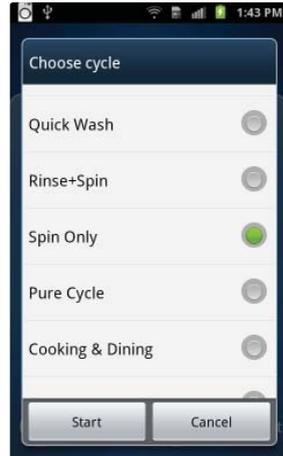 1:43 PM
Choose cycle
Quick Wash
Rinse+Spin
Spin Only
Pure Cycle
Cooking & Dining
Start
Cancel